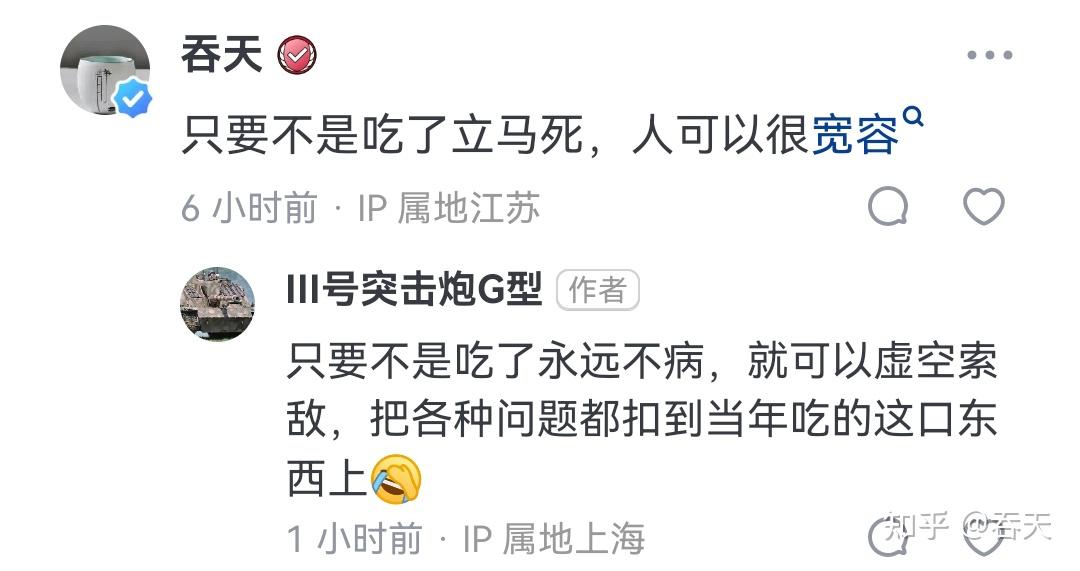 吞天
只要不是吃了立马死，人可以很宽容
6 小时前 · IP 属地江苏
III号突击炮G型 作者
只要不是吃了永远不病，就可以虚空索
敌，把各种问题都扣到当年吃的这口东
西上
1 小时前 · IP 属地上海
知乎 @吞天